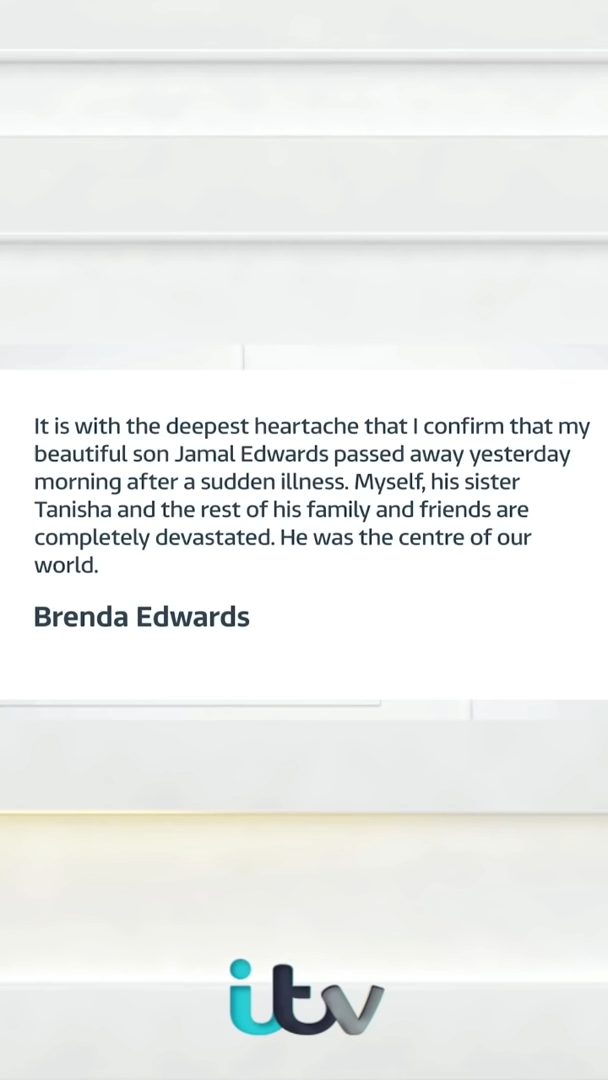 It is with the deepest heartache that I confirm that my
beautiful son Jamal Edwards passed away yesterday
morning after a sudden illness. Myself, his sister
Tanisha and the rest of his family and friends are
completely devastated. He was the centre of our
world.
Brenda Edwards
itv